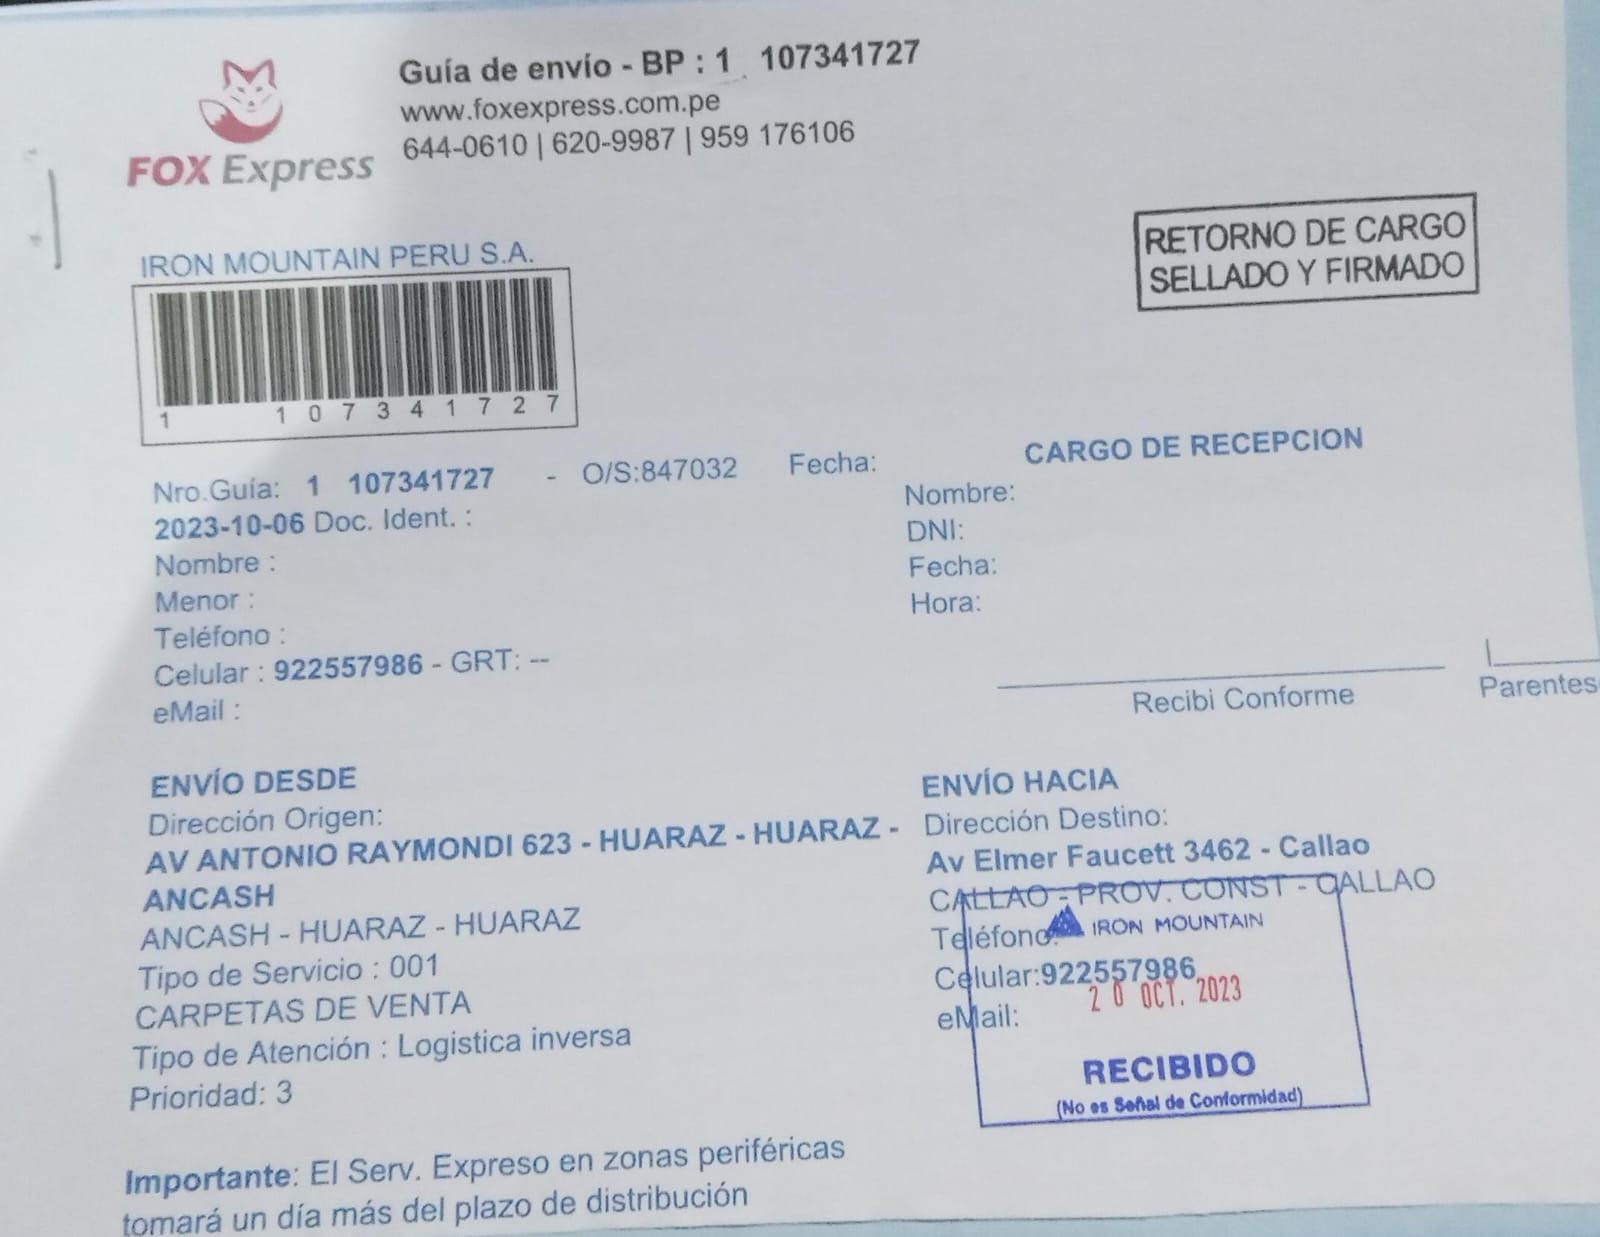 Guía de envío - BP : 1 107341727
www.foxexpress.com.pe
644-0610 | 620-9987 | 959 176106
FOX Express
RETORNO DE CARGO
SELLADO Y FIRMADO
IRON MOUNTAIN PERU S.A.
1 107341727
Nro.Guía: 1 107341727 - O/S:847032 Fecha:
2023-10-06 Doc. Ident. :
Nombre :
Menor :
Teléfono :
Celular : 922557986 - GRT: --
eMail :
CARGO DE RECEPCION
Nombre:
DNI:
Fecha:
Hora:
Recibi Conforme
Parentes
ENVÍO DESDE
Dirección Origen:
AV ANTONIO RAYMONDI 623 - HUARAZ - HUARAZ -
ANCASH
ANCASH - HUARAZ - HUARAZ
Tipo de Servicio : 001
CARPETAS DE VENTA
Tipo de Atención : Logistica inversa
Prioridad: 3
ENVÍO HACIA
Dirección Destino:
Av Elmer Faucett 3462 - Callao
CALLAO - PROV. CONST - CALLAO
Teléfono:
Celular:922557986
eMail:
IRON MOUNTAIN
20 OCT. 2023
RECIBIDO
(No es Señal de Conformidad)
Importante: El Serv. Expreso en zonas periféricas
tomará un día más del plazo de distribución